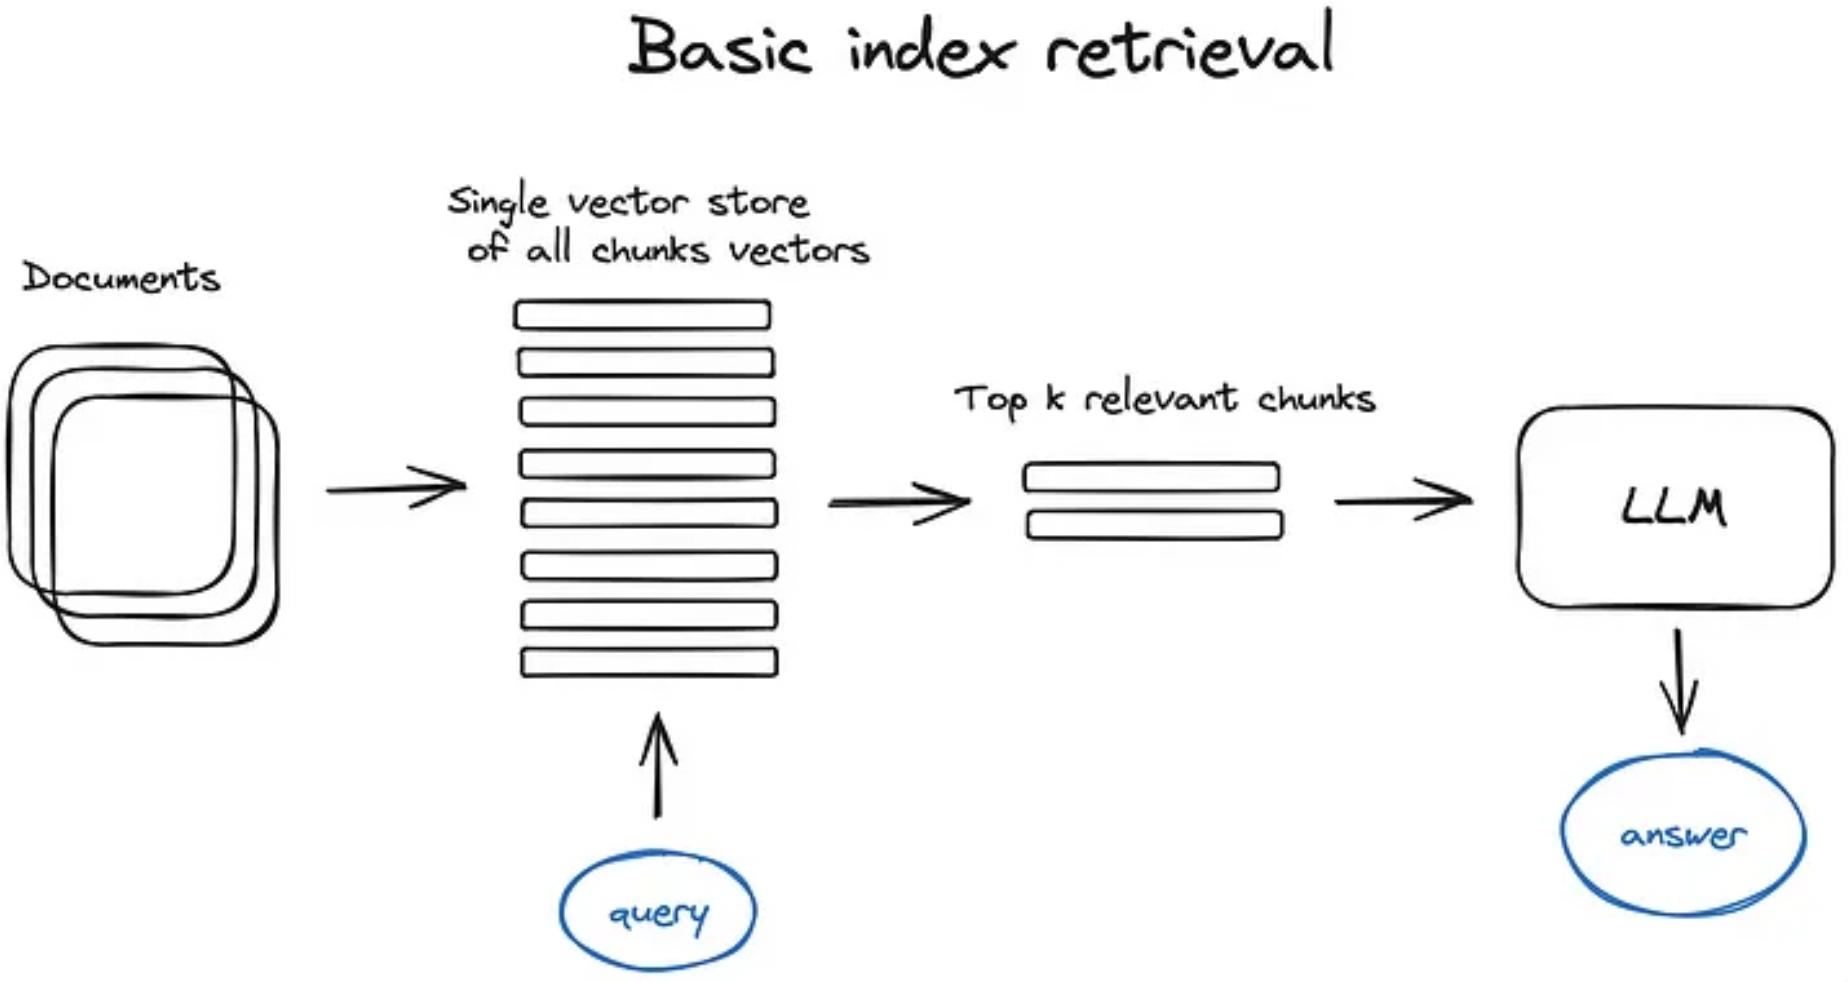 Basic index retrieval
Single vector store
of all chunks vectors
Documents
Top k relevant chunks
LLM
answer
query